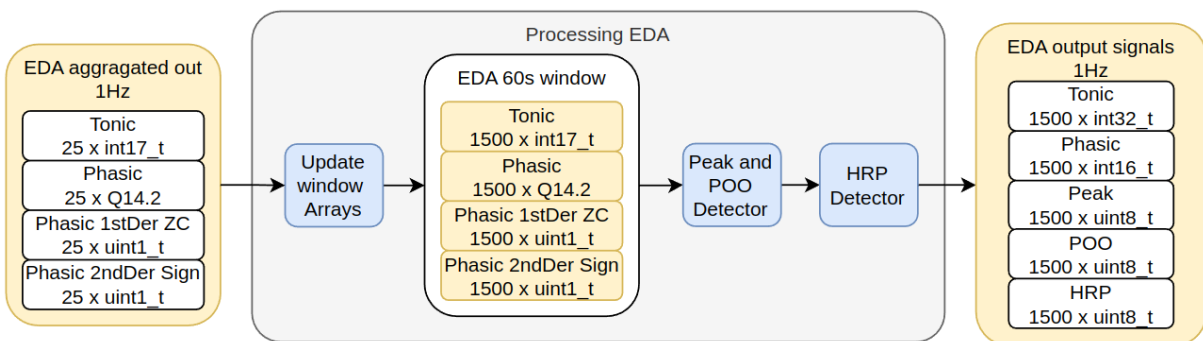 EDA aggragated out
1Hz
Tonic
25 x int17_t
Phasic
25 x Q14.2
Phasic 1stDer ZC
25 x uint1_t
Phasic 2ndDer Sign
25 x uint1_t
Processing EDA
Update
window
Arrays
EDA 60s window
Tonic
1500 x int17_t
Phasic
1500 x Q14.2
Phasic 1stDer ZC
1500 x uint1_t
Phasic 2ndDer Sign
1500 x uint1_t
Peak and
POO
Detector
HRP
Detector
EDA output signals
1Hz
Tonic
1500 x int32_t
Phasic
1500 x int16_t
Peak
1500 x uint8_t
POO
1500 x uint8_t
HRP
1500 x uint8_t